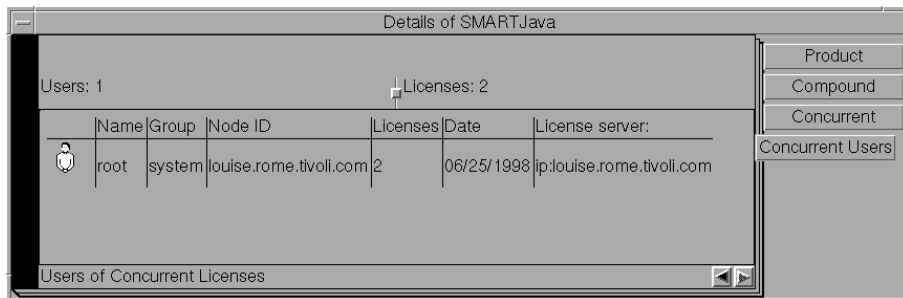 Details of SMARTJava
Users: 1 Licenses: 2
Name Group Node ID Licenses Date License server:
root system louise.rome.tivoli.com 2 06/25/1998 ip:louise.rome.tivoli.com
Users of Concurrent Licenses
Product
Compound
Concurrent
Concurrent Users